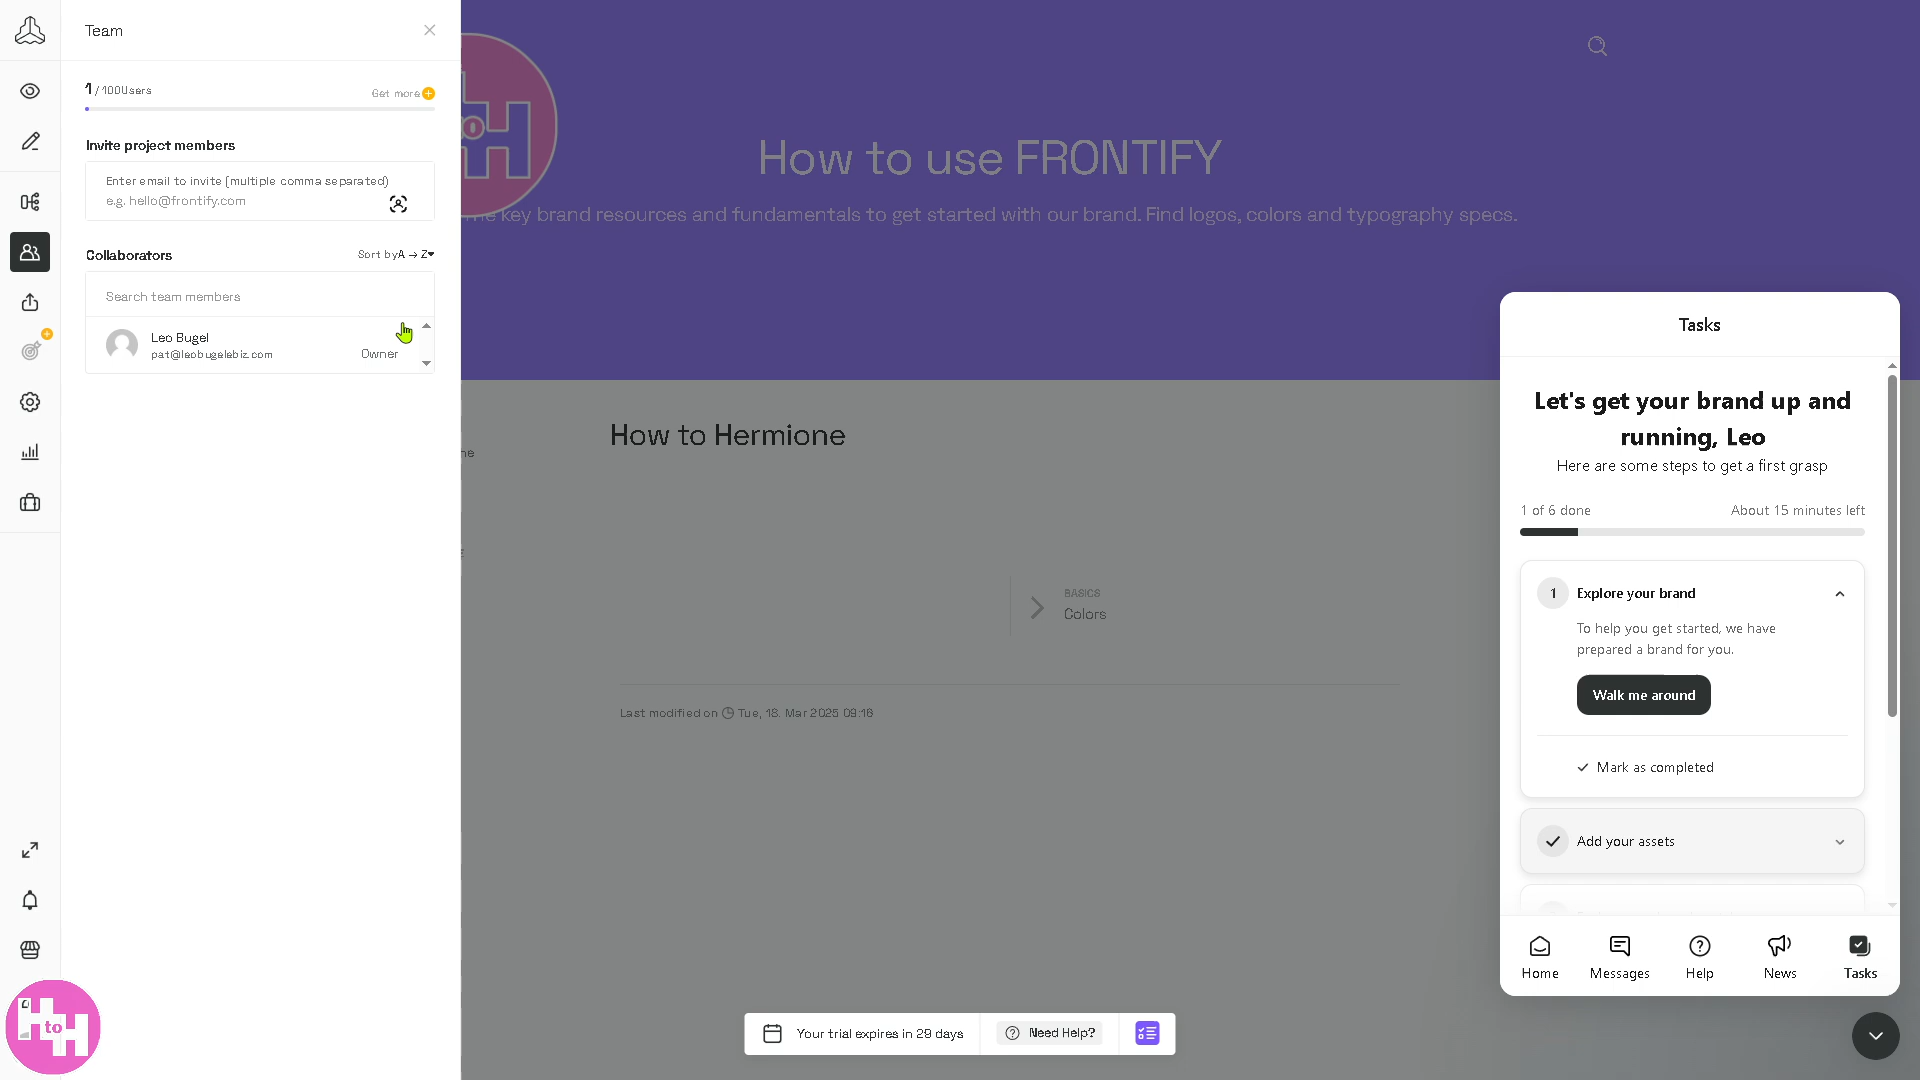 Team
1 / 100Users
Get more
Invite project members
Enter email to invite (multiple comma separated)
e.g. hello@frontify.com
Collaborators
Sort by A → Z
Search team members
Leo Bugel
pat@leobugelebiz.com
Owner
to
H
How to use FRONTIFY
key brand resources and fundamentals to get started with our brand. Find logos, colors and typography specs.
How to Hermione
BASICS
Colors
Last modified on Tue, 18. Mar 2025 09:16
Tasks
Let's get your brand up and
running, Leo
Here are some steps to get a first grasp
1 of 6 done
About 15 minutes left
1
Explore your brand
To help you get started, we have
prepared a brand for you.
Walk me around
Mark as completed
Add your assets
Home
Messages
Help
News
Tasks
Your trial expires in 29 days
Need Help?
H to H